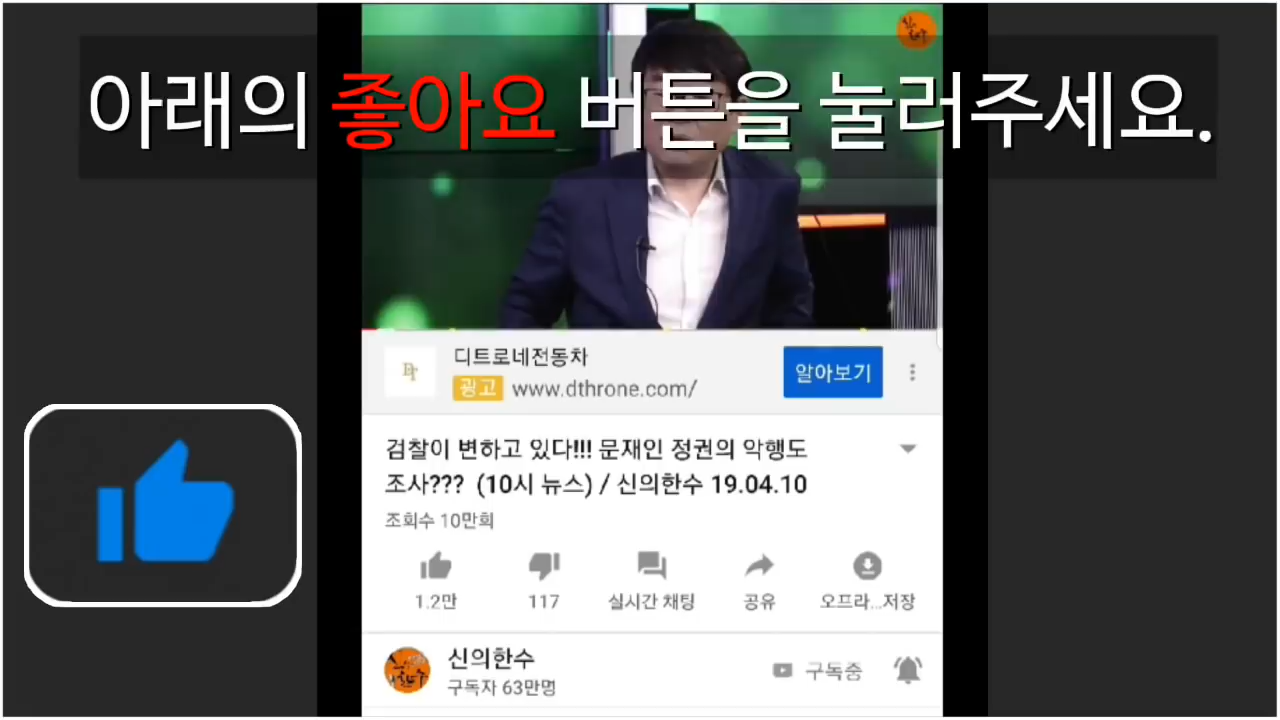 아래의 좋아요 버튼을 눌러주세요.
디트로네전동차
알아보기
광고 www.dthrone.com/
검찰이 변하고 있다!!! 문재인 정권의 악행도
조사??? (10시 뉴스) / 신의한수 19.04.10
조회수 10만회
1.2만 117 실시간 채팅 공유 오프라...저장
신의한수
구독중
구독자 63만명